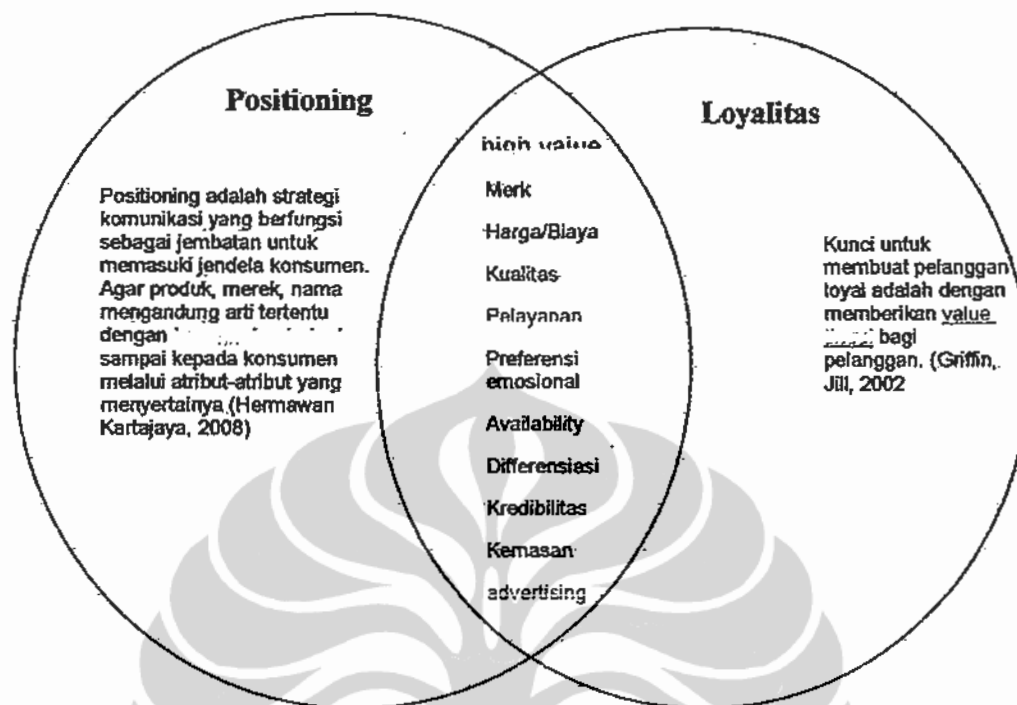 Positioning
Positioning adalah strategi
komunikasi yang berfungsi
sebagai jembatan untuk
memasuki jendela konsumen.
Agar produk, merek, nama
mengandung arti tertentu
dengan
sampai kepada konsumen
melalui atribut-atribut yang
menyertainya.(Hermawan
Kartajaya, 2008)
high value
Merk
Harga/Biaya
Kualitas
Pelayanan
Preferensi
emosional
Availability
Differensiasi
Kredibilitas
Kemasan
advertising
Loyalitas
Kunci untuk
membuat pelanggan
loyal adalah dengan
memberikan value
bagi
pelanggan. (Griffin,
Jill, 2002